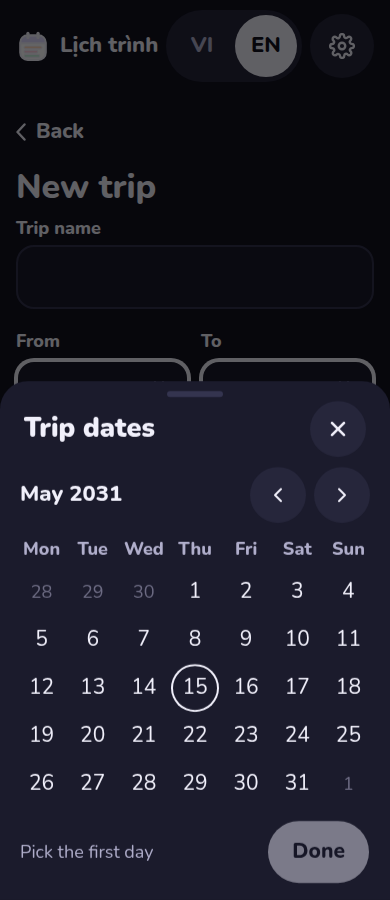 Lịch trình VI EN
Back
New trip
Trip name
From To
Trip dates
May 2031
Mon Tue Wed Thu Fri Sat Sun
28 29 30 1 2 3 4
5 6 7 8 9 10 11
12 13 14 15 16 17 18
19 20 21 22 23 24 25
26 27 28 29 30 31 1
Pick the first day Done